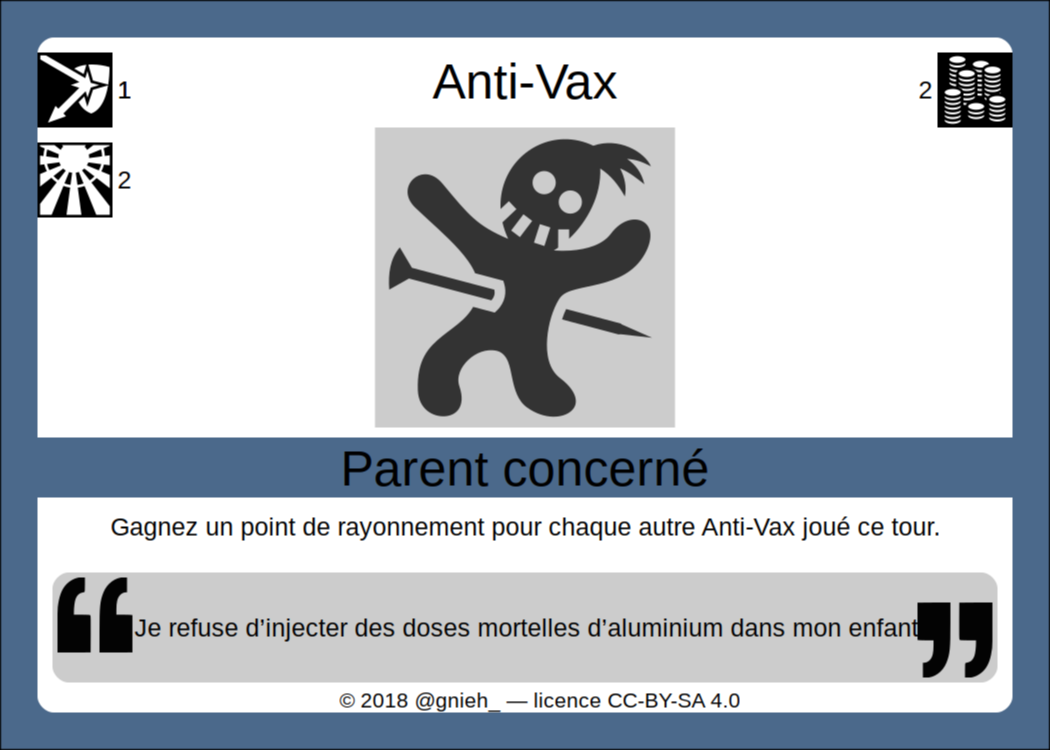 1
Anti-Vax
2
2
Parent concerné
Gagnez un point de rayonnement pour chaque autre Anti-Vax joué ce tour.
“Je refuse d’injecter des doses mortelles d’aluminium dans mon enfant”
© 2018 @gnieh_ — licence CC-BY-SA 4.0